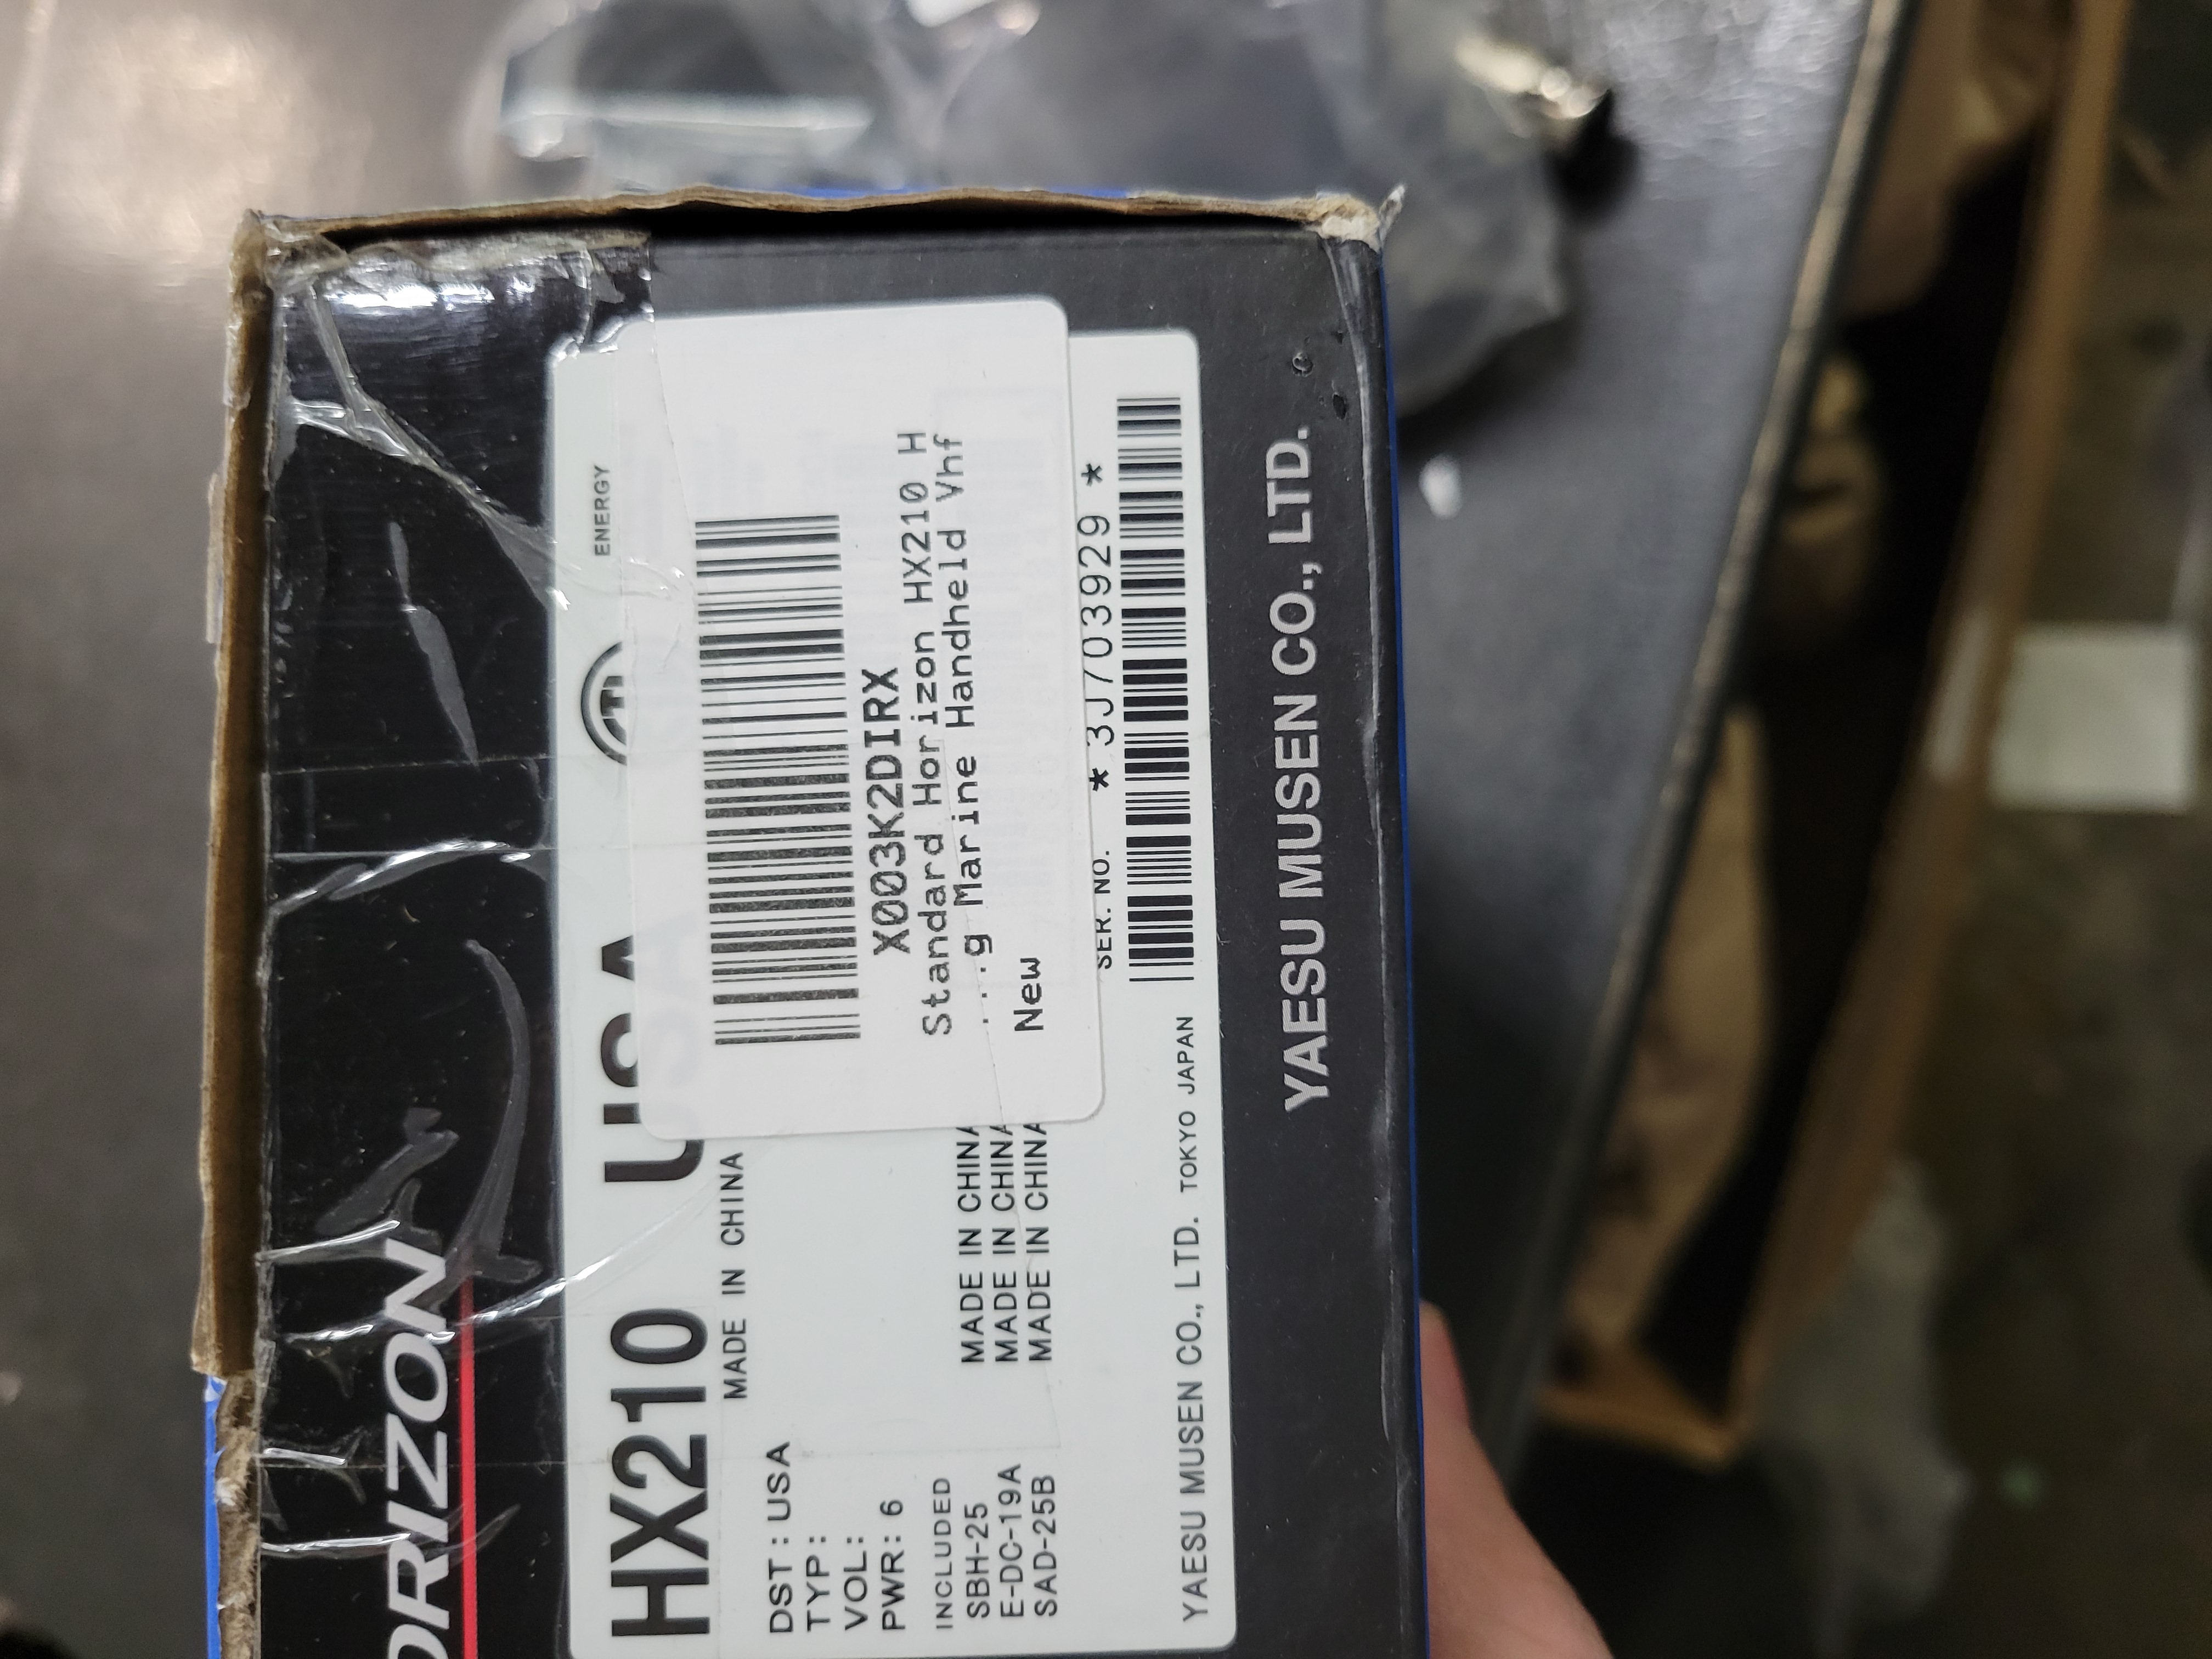 HX210 USA
ENERGY
MADE IN CHINA
DST: USA
TYP:
VOL:
PWR: 6
INCLUDED
SBH-25 MADE IN CHINA
E-DC-19A MADE IN CHINA
SAD-25B MADE IN CHINA
X003K2DIRX
Standard Horizon HX210 H
...g Marine Handheld Vhf
New
SER. NO. * 3J703929 *
YAESU MUSEN CO., LTD. TOKYO JAPAN
YAESU MUSEN CO., LTD.